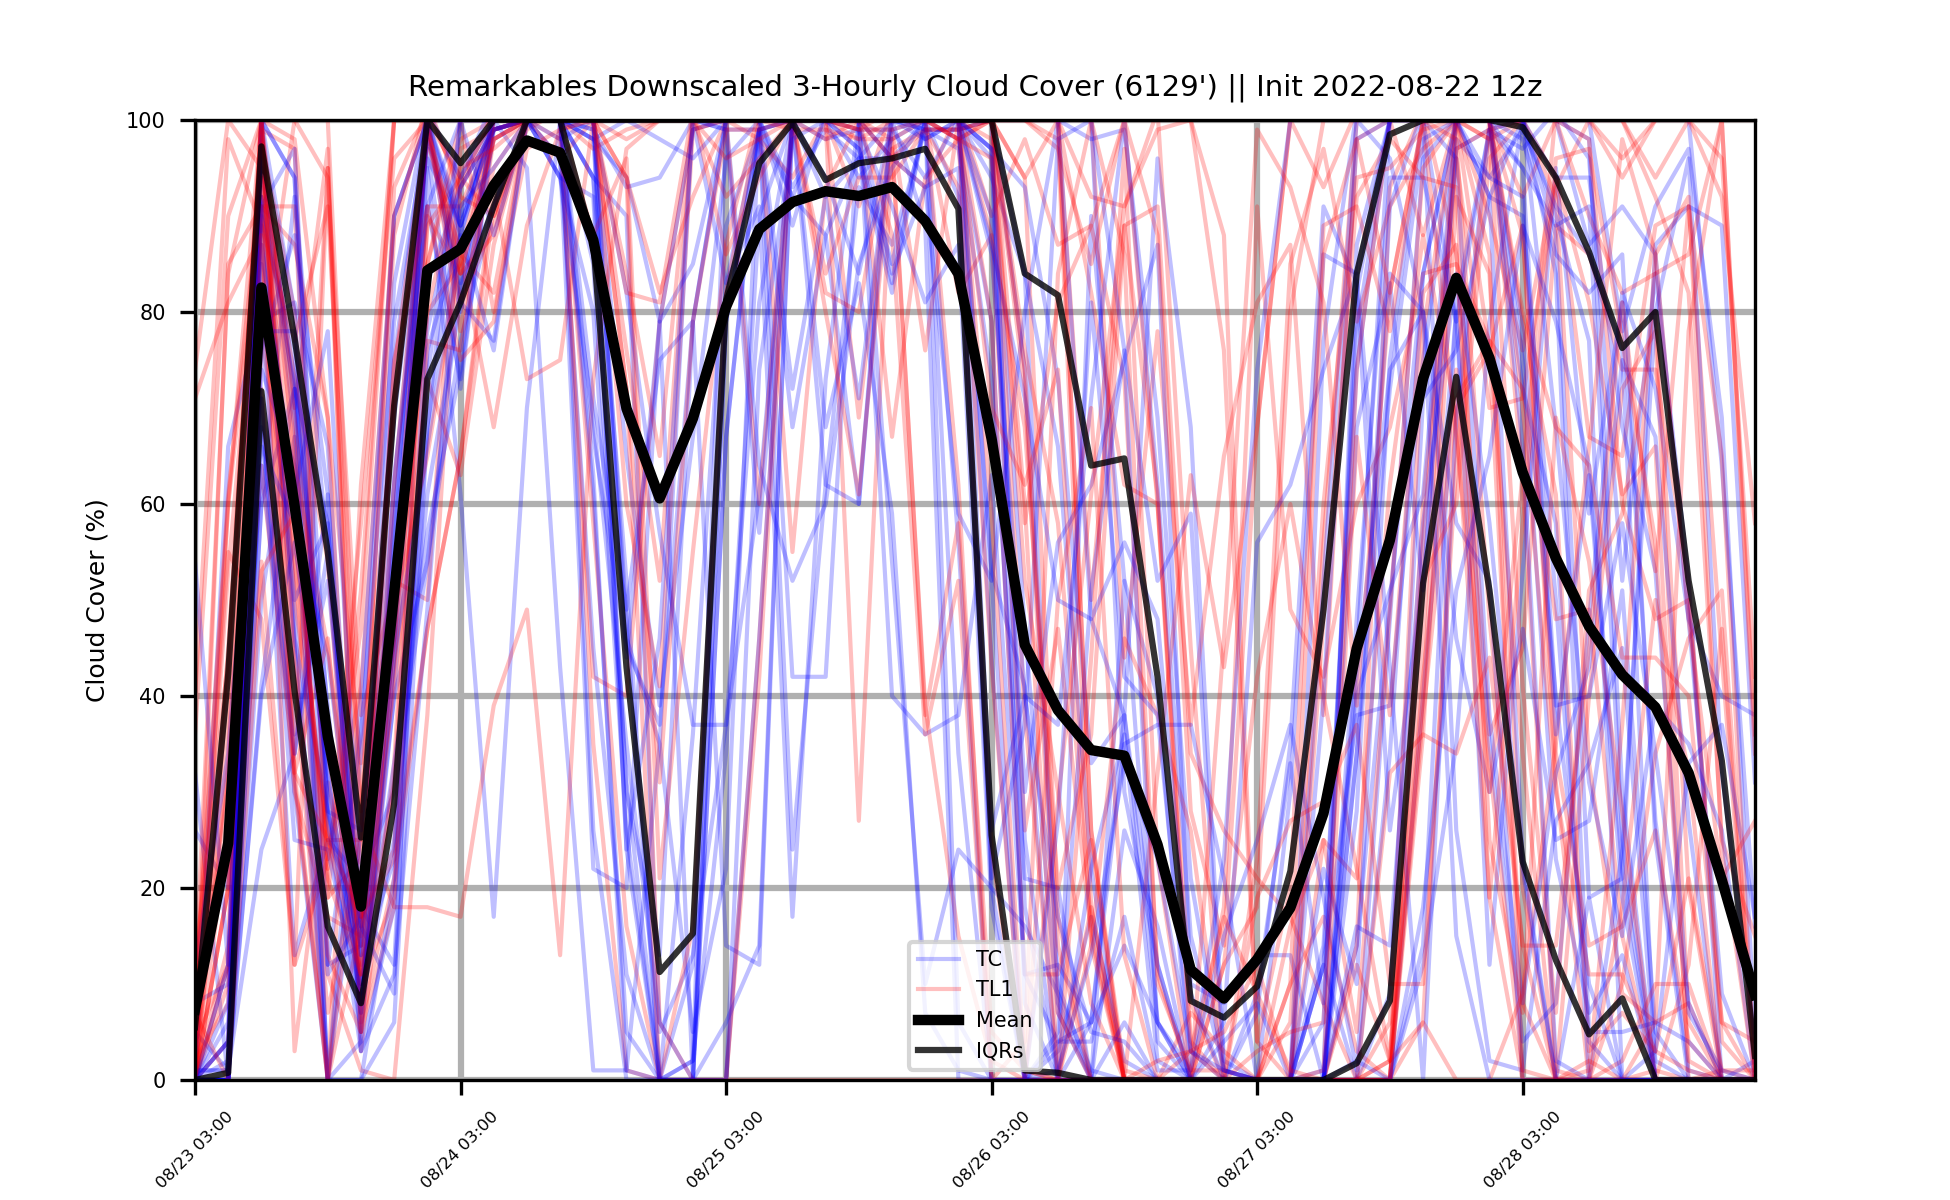 Remarkables Downscaled 3-Hourly Cloud Cover (6129') || Init 2022-08-22 12z
Cloud Cover (%)
100
80
60
40
20
0
TC
TL1
Mean
IQRs
08/23 03:00
08/24 03:00
08/25 03:00
08/26 03:00
08/27 03:00
08/28 03:00